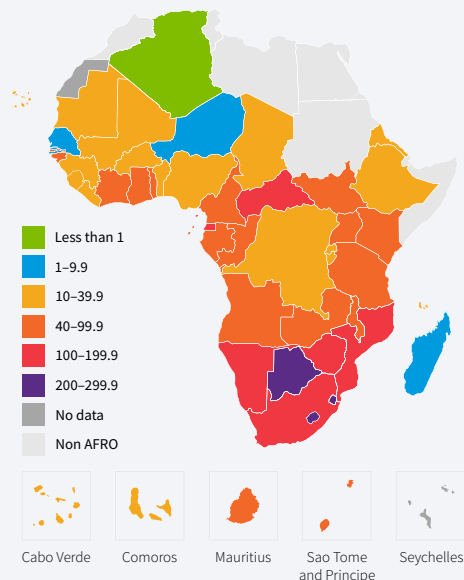 Less than 1
1–9.9
10–39.9
40–99.9
100–199.9
200–299.9
No data
Non AFRO
Cabo Verde
Comoros
Mauritius
Sao Tome
and Principe
Seychelles